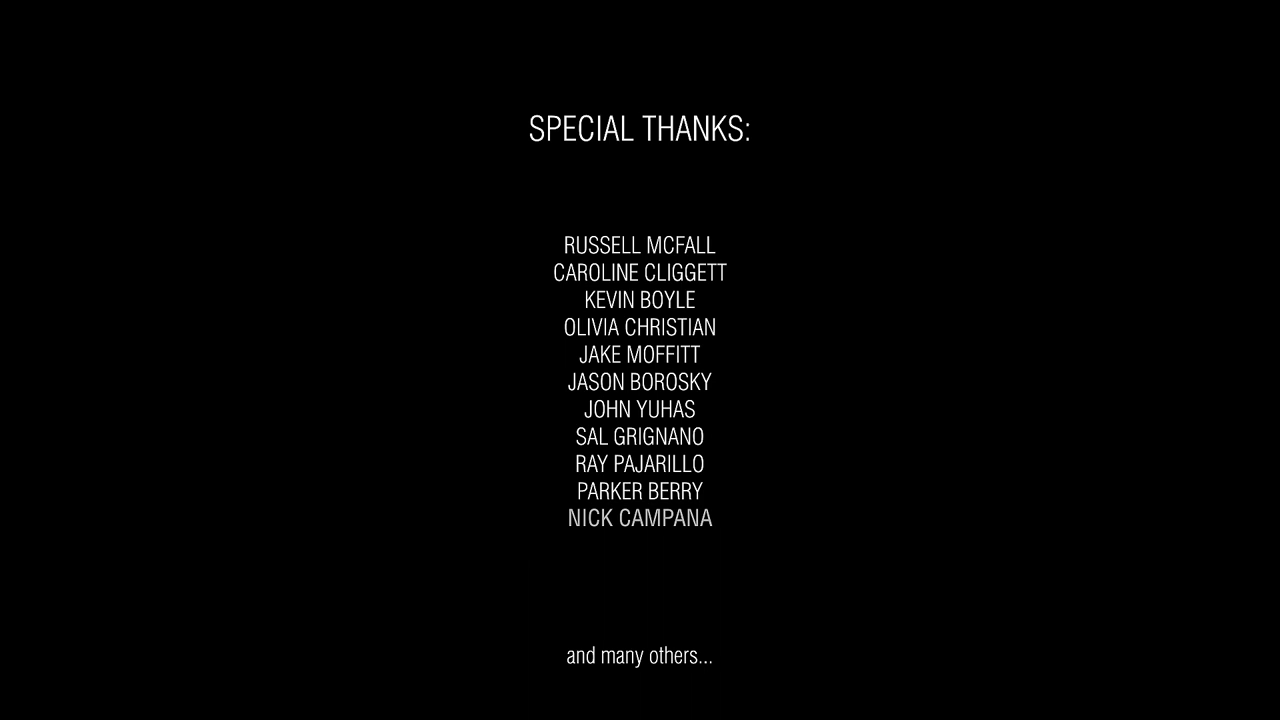 SPECIAL THANKS:
RUSSELL MCFALL
CAROLINE CLIGGETT
KEVIN BOYLE
OLIVIA CHRISTIAN
JAKE MOFFITT
JASON BOROSKY
JOHN YUHAS
SAL GRIGNANO
RAY PAJARILLO
PARKER BERRY
NICK CAMPANA
and many others...